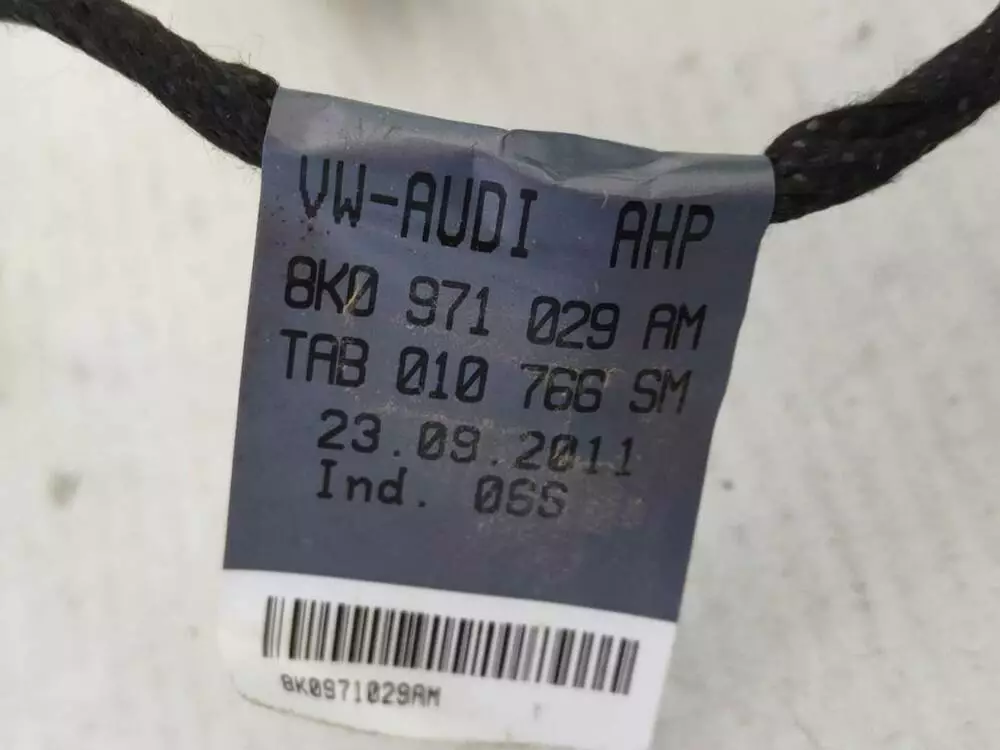 VW-AUDI AHP
8K0 971 029 AM
TAB 010 766 SM
23.09.2011
Ind. 06S
8K0971029AM